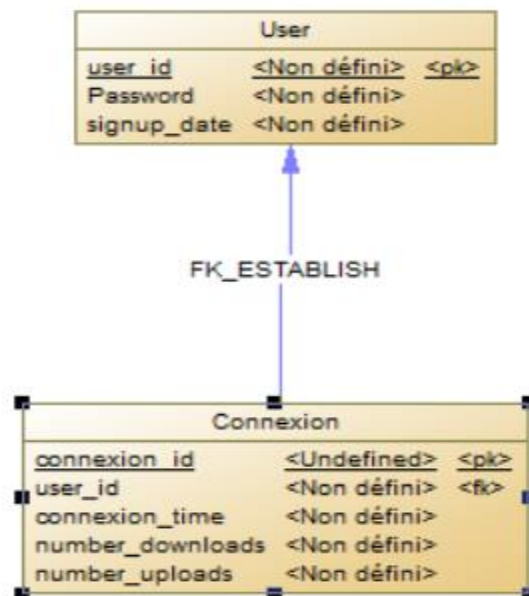 User
user_id <Non défini> <pk>
Password <Non défini>
signup_date <Non défini>
FK_ESTABLISH
Connexion
connexion_id <Undefined> <pk>
user_id <Non défini> <fk>
connexion_time <Non défini>
number_downloads <Non défini>
number_uploads <Non défini>